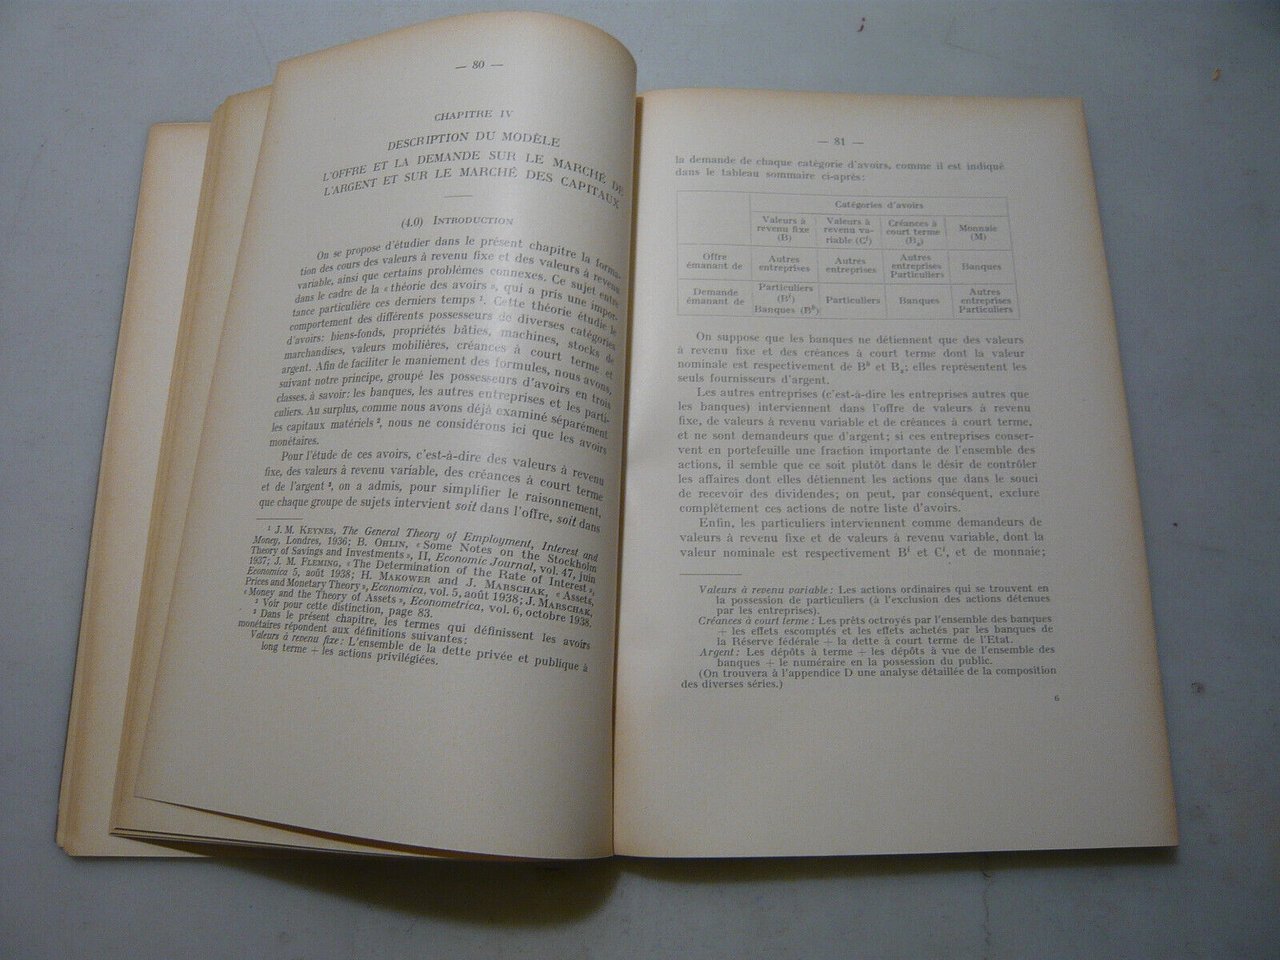 — 80 —
CHAPITRE IV
DESCRIPTION DU MODÈLE
L'OFFRE ET LA DEMANDE SUR LE MARCHÉ DE
L'ARGENT ET SUR LE MARCHÉ DES CAPITAUX
(4.0) INTRODUCTION
On se propose d'étudier dans le présent chapitre la forma-
tion des cours des valeurs à revenu fixe et des valeurs à revenu
variable, ainsi que certains problèmes connexes. Ce sujet entre
dans le cadre de la « théorie des avoirs », qui a pris une impor-
tance particulière ces derniers temps ¹. Cette théorie étudie le
comportement des différents possesseurs de diverses catégories
d'avoirs: biens-fonds, propriétés bâties, machines, stocks de
marchandises, valeurs mobilières, créances à court terme et
argent. Afin de faciliter le maniement des formules, nous avons,
suivant notre principe, groupé les possesseurs d'avoirs en trois
classes, à savoir: les banques, les autres entreprises et les parti-
culiers. Au surplus, comme nous avons déjà examiné séparément
les capitaux matériels ², nous ne considérons ici que les avoirs
monétaires.
Pour l'étude de ces avoirs, c'est-à-dire des valeurs à revenu
fixe, des valeurs à revenu variable, des créances à court terme
et de l'argent ³, on a admis, pour simplifier le raisonnement,
que chaque groupe de sujets intervient soit dans l'offre, soit dans
¹ J. M. KEYNES, The General Theory of Employment, Interest and
Money, Londres, 1936; B. OHLIN, « Some Notes on the Stockholm
Theory of Savings and Investments », II, Economic Journal, vol. 47, juin
1937; J. M. FLEMING, « The Determination of the Rate of Interest »,
Economica 5, août 1938; H. MAKOWER and J. MARSCHAK, « Assets,
Prices and Monetary Theory », Economica, vol. 5, août 1938; J. MARSCHAK,
« Money and the Theory of Assets », Econometrica, vol. 6, octobre 1938.
² Voir pour cette distinction, page 83.
³ Dans le présent chapitre, les termes qui définissent les avoirs
monétaires répondent aux définitions suivantes:
Valeurs à revenu fixe: L'ensemble de la dette privée et publique à
long terme + les actions privilégiées.
— 81 —
la demande de chaque catégorie d'avoirs, comme il est indiqué
dans le tableau sommaire ci-après:
Catégories d'avoirs
Valeurs à revenu fixe (B) Valeurs à revenu va-riable (Cⁱ) Créances à court terme (Bₛ) Monnaie (M)
Offre émanant de Autres entreprises Autres entreprises Autres entreprises Particuliers Banques
Demande émanant de Particuliers (Bⁱ) Banques (Bᵇ) Particuliers Banques Autres entreprises Particuliers
On suppose que les banques ne détiennent que des valeurs
à revenu fixe et des créances à court terme dont la valeur
nominale est respectivement de Bᵇ et Bₛ; elles représentent les
seuls fournisseurs d'argent.
Les autres entreprises (c'est-à-dire les entreprises autres que
les banques) interviennent dans l'offre de valeurs à revenu
fixe, de valeurs à revenu variable et de créances à court terme,
et ne sont demandeurs que d'argent; si ces entreprises conser-
vent en portefeuille une fraction importante de l'ensemble des
actions, il semble que ce soit plutôt dans le désir de contrôler
les affaires dont elles détiennent les actions que dans le souci
de recevoir des dividendes; on peut, par conséquent, exclure
complètement ces actions de notre liste d'avoirs.
Enfin, les particuliers interviennent comme demandeurs de
valeurs à revenu fixe et de valeurs à revenu variable, dont la
valeur nominale est respectivement Bⁱ et Cⁱ, et de monnaie;
Valeurs à revenu variable: Les actions ordinaires qui se trouvent en
la possession de particuliers (à l'exclusion des actions détenues
par les entreprises).
Créances à court terme: Les prêts octroyés par l'ensemble des banques
+ les effets escomptés et les effets achetés par les banques de
la Réserve fédérale + la dette à court terme de l'Etat.
Argent: Les dépôts à terme + les dépôts à vue de l'ensemble des
banques + le numéraire en la possession du public.
(On trouvera à l'appendice D une analyse détaillée de la composition
des diverses séries.)
6